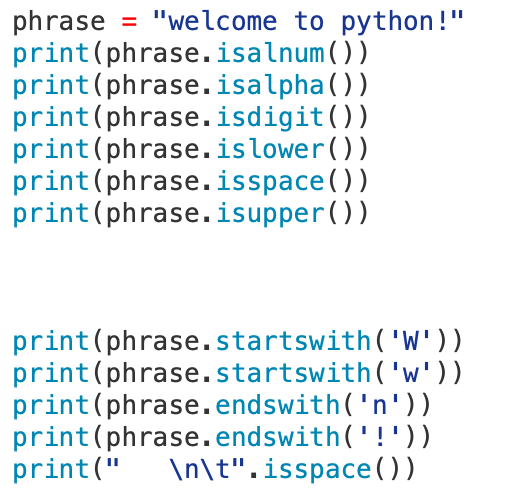 phrase = "welcome to python!"
print(phrase.isalnum())
print(phrase.isalpha())
print(phrase.isdigit())
print(phrase.islower())
print(phrase.isspace())
print(phrase.isupper())
print(phrase.startswith('W'))
print(phrase.startswith('w'))
print(phrase.endswith('n'))
print(phrase.endswith('!'))
print("   \n\t".isspace())